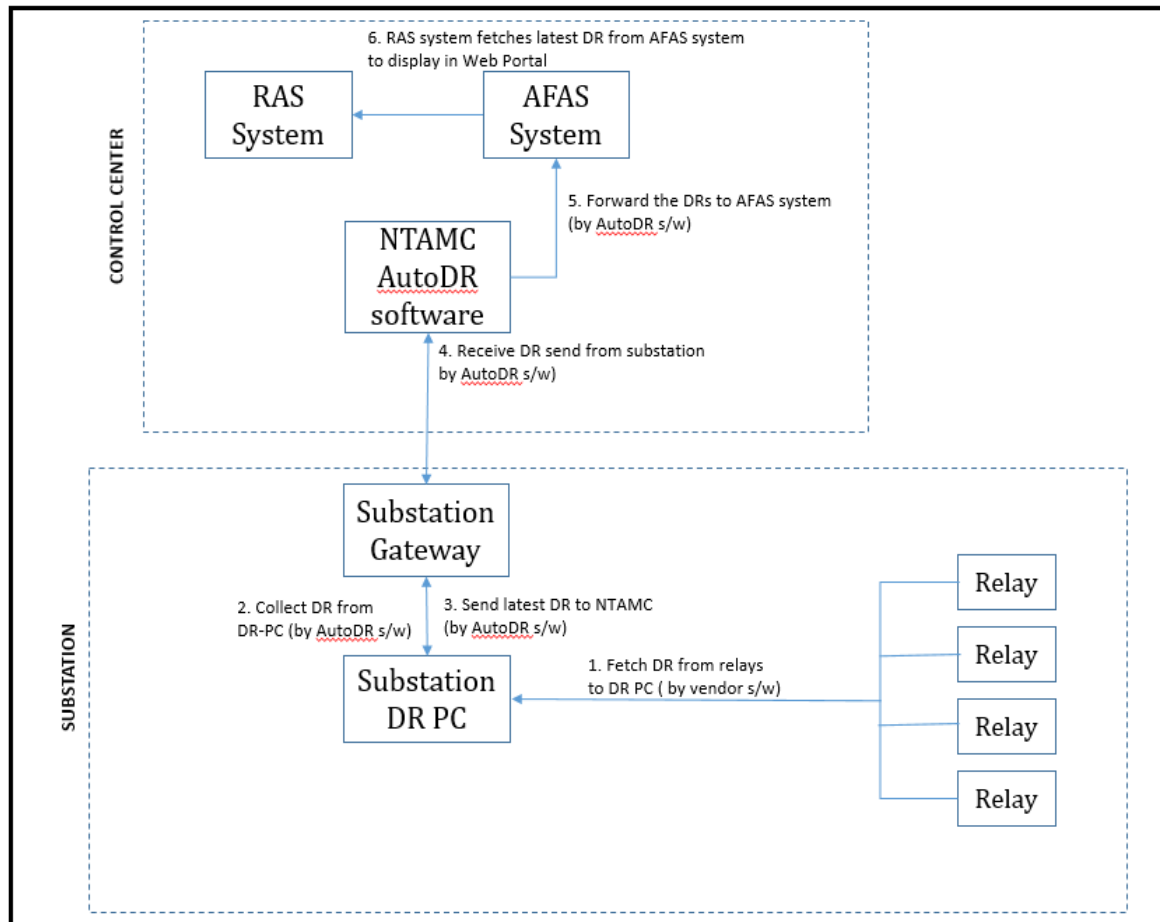 6. RAS system fetches latest DR from AFAS system
to display in Web Portal
RAS
System
AFAS
System
CONTROL CENTER
5. Forward the DRs to AFAS system
(by AutoDR s/w)
NTAMC
AutoDR
software
4. Receive DR send from substation
by AutoDR s/w)
Substation
Gateway
2. Collect DR from
DR-PC (by AutoDR s/w)
3. Send latest DR to NTAMC
(by AutoDR s/w)
SUBSTATION
Substation
DR PC
1. Fetch DR from relays
to DR PC ( by vendor s/w)
Relay
Relay
Relay
Relay